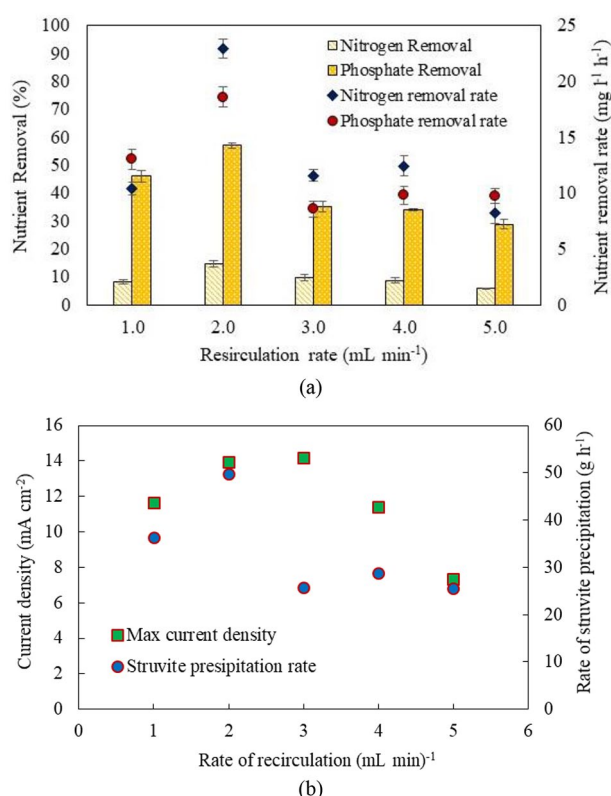 100
90
80
70
60
50
40
30
20
10
0
25
20
15
10
5
0
Nutrient Removal (%)
Nutrient removal rate (mg l⁻¹ h⁻¹)
Nitrogen Removal
Phosphate Removal
Nitrogen removal rate
Phosphate removal rate
1.0 2.0 3.0 4.0 5.0
Resirculation rate (mL min⁻¹)
(a)
16
14
12
10
8
6
4
2
0
60
50
40
30
20
10
0
Current density (mA cm⁻²)
Rate of struvite precipitation (g h⁻¹)
Max current density
Struvite presipitation rate
0 1 2 3 4 5 6
Rate of recirculation (mL min)⁻¹
(b)